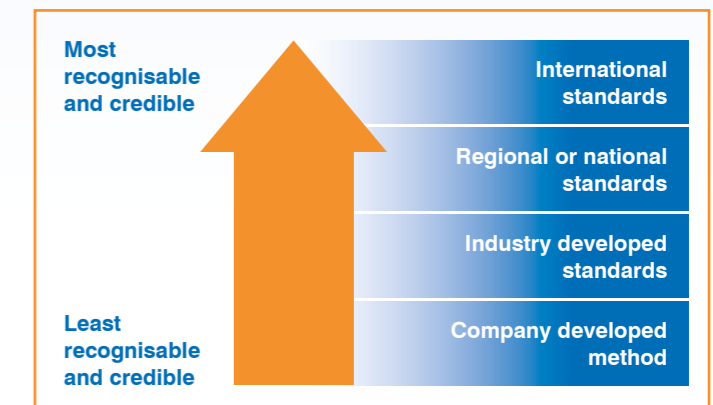 Most
recognisable
and credible
International
standards
Regional or national
standards
Industry developed
standards
Least
recognisable
and credible
Company developed
method